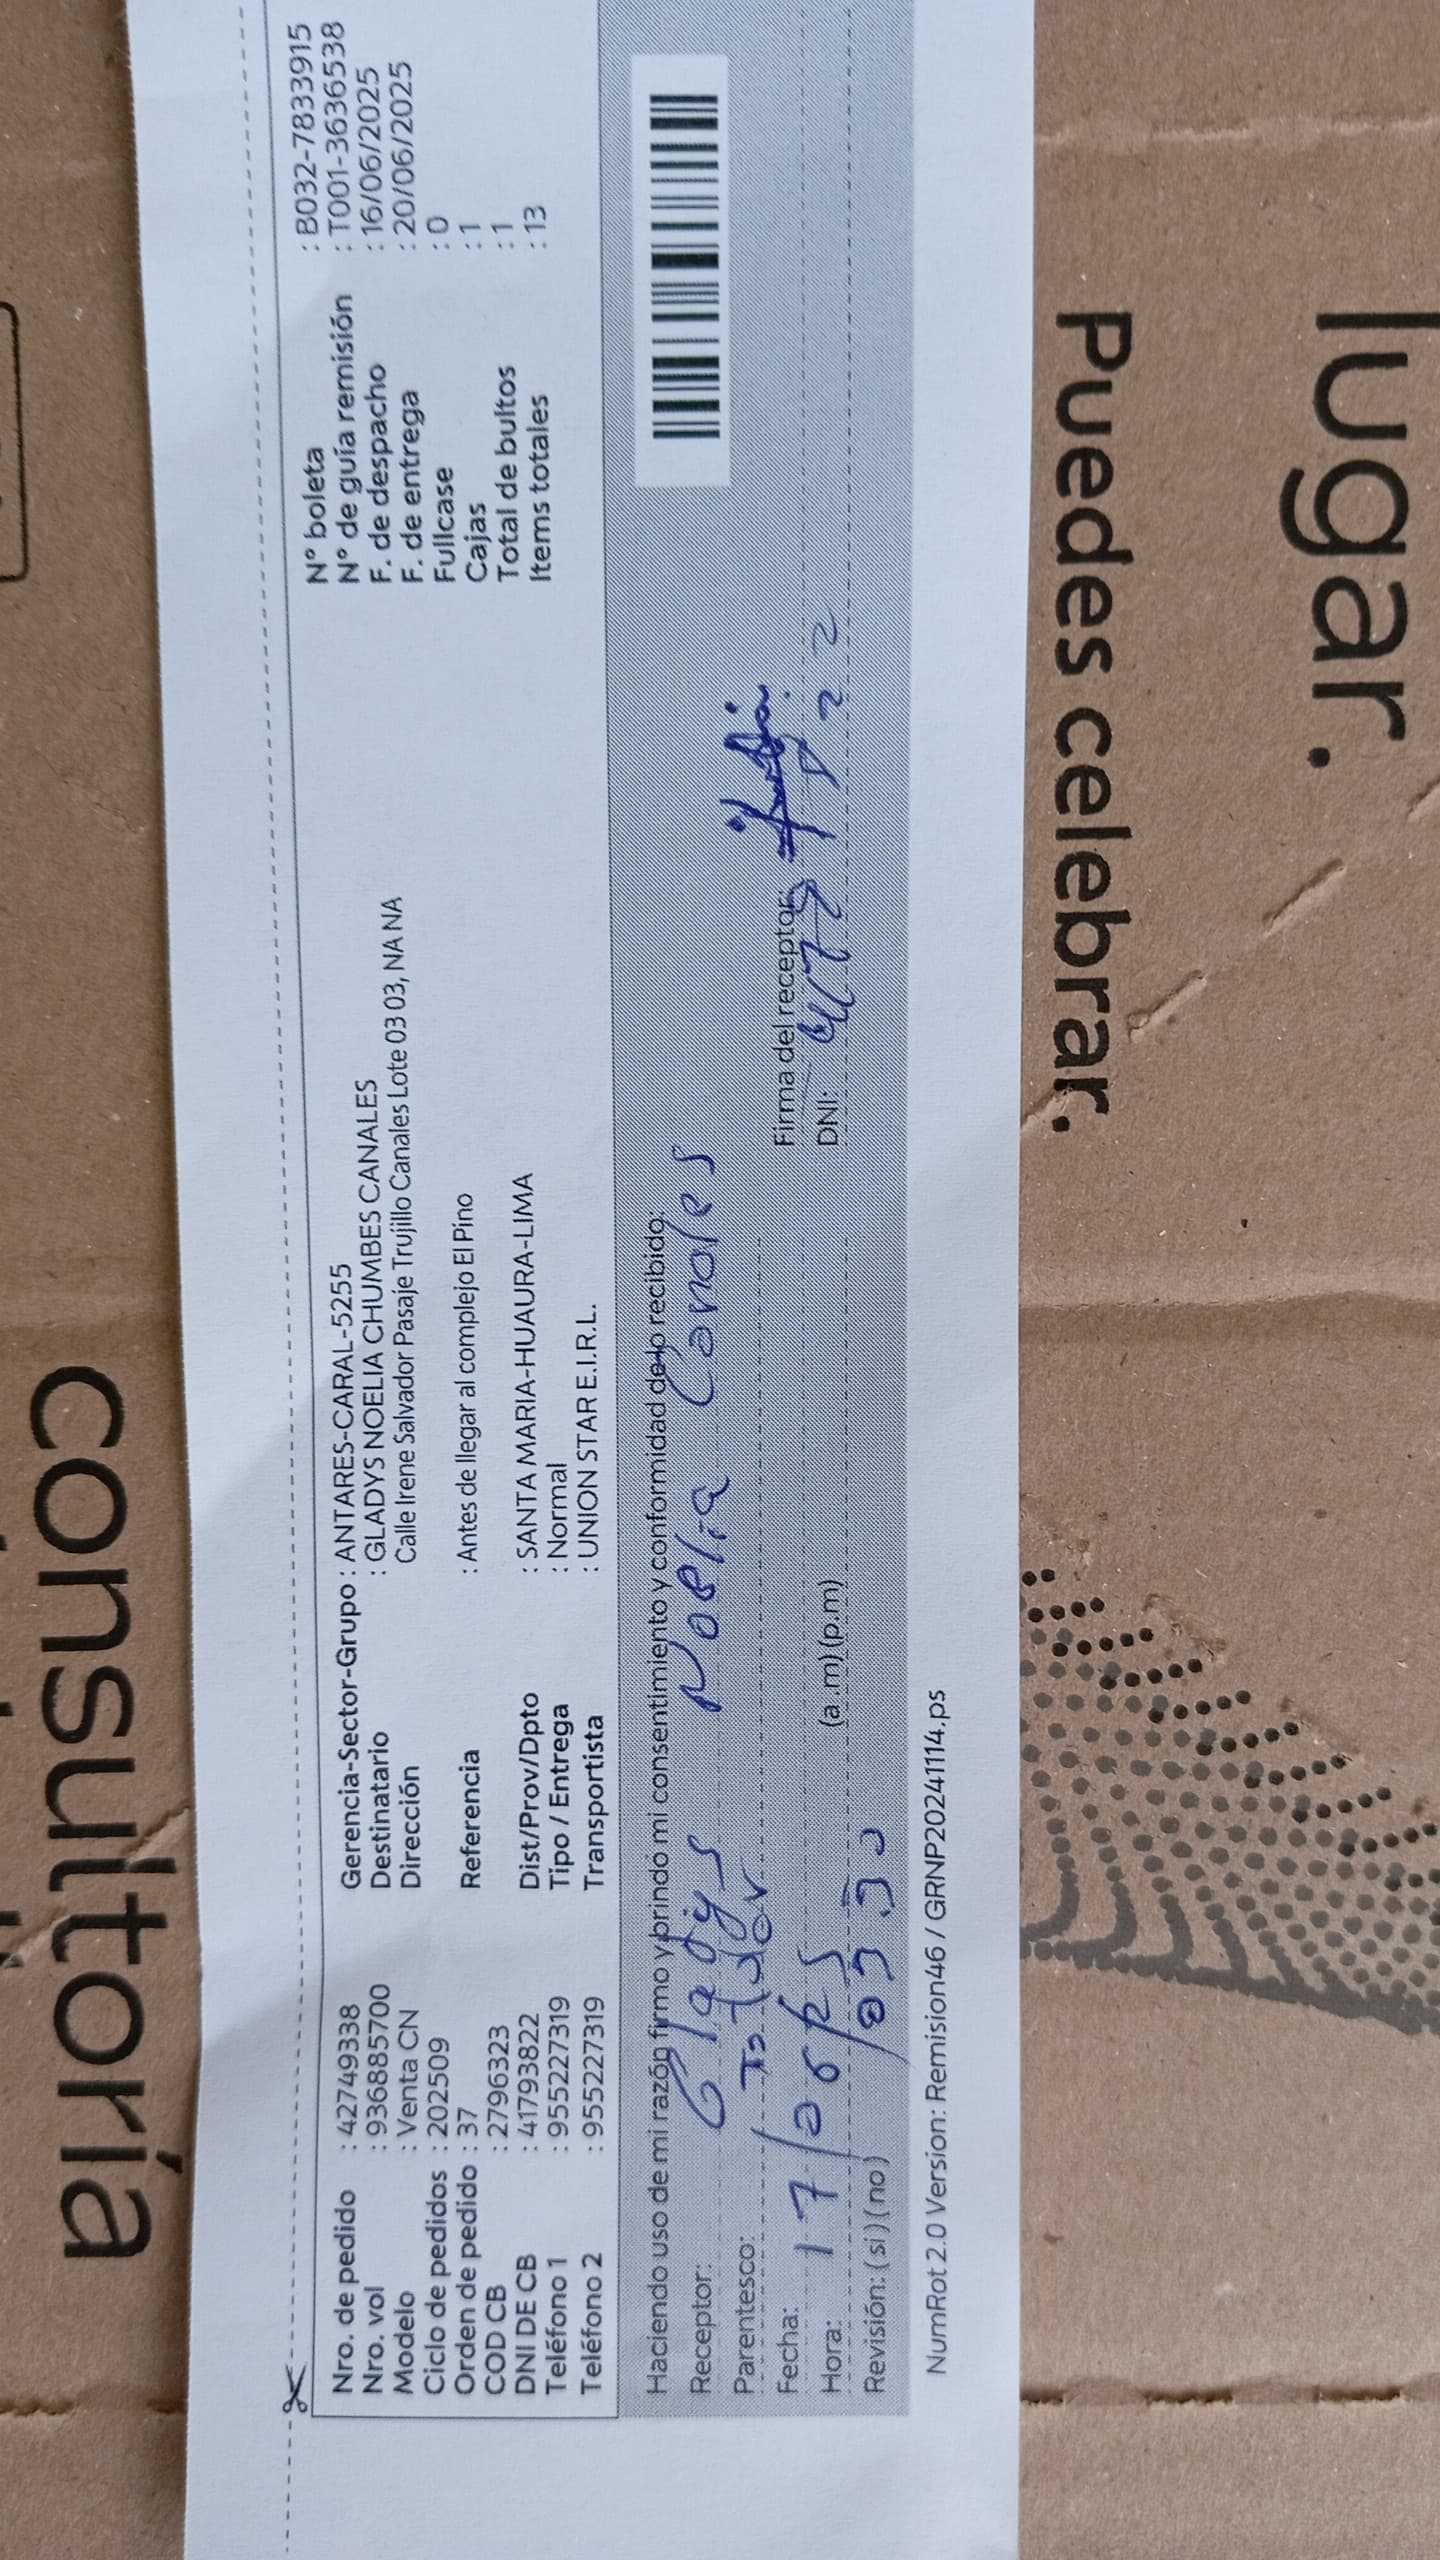 consultoría
Nro. de pedido : 42749338
Nro. vol : 936885700
Modelo : Venta CN
Ciclo de pedidos : 202509
Orden de pedido : 37
COD CB : 2796323
DNI DE CB : 41793822
Teléfono 1 : 955227319
Teléfono 2 : 955227319
Gerencia-Sector-Grupo : ANTARES-CARAL-5255
Destinatario : GLADYS NOELIA CHUMBES CANALES
Dirección Calle Irene Salvador Pasaje Trujillo Canales Lote 03 03, NA NA
Referencia : Antes de llegar al complejo El Pino
Dist/Prov/Dpto : SANTA MARIA-HUAURA-LIMA
Tipo / Entrega : Normal
Transportista : UNION STAR E.I.R.L.
N° boleta : B032-7833915
N° de guía remisión : T001-3636538
F. de despacho : 16/06/2025
F. de entrega : 20/06/2025
Fullcase : 0
Cajas : 1
Total de bultos : 1
Items totales : 13
Haciendo uso de mi razón firmo y brindo mi consentimiento y conformidad de lo recibido:
Receptor: Gladys Noelia Canales
Parentesco:
Fecha: 17/06/25
Firma del receptor:
Hora: (a.m) (p.m)
DNI:
Revisión: (si) (no)
NumRot 2.0 Version: Remision46 / GRNP20241114.ps
Puedes celebrar.
lugar.